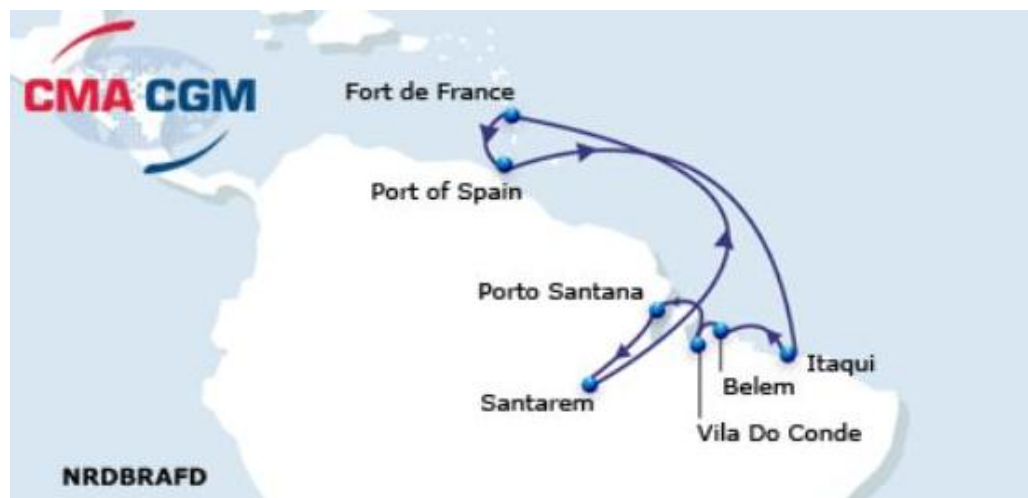 CMA CGM
Fort de France
Port of Spain
Porto Santana
Santarem
Itaqui
Belem
Vila Do Conde
NRDBRAFD